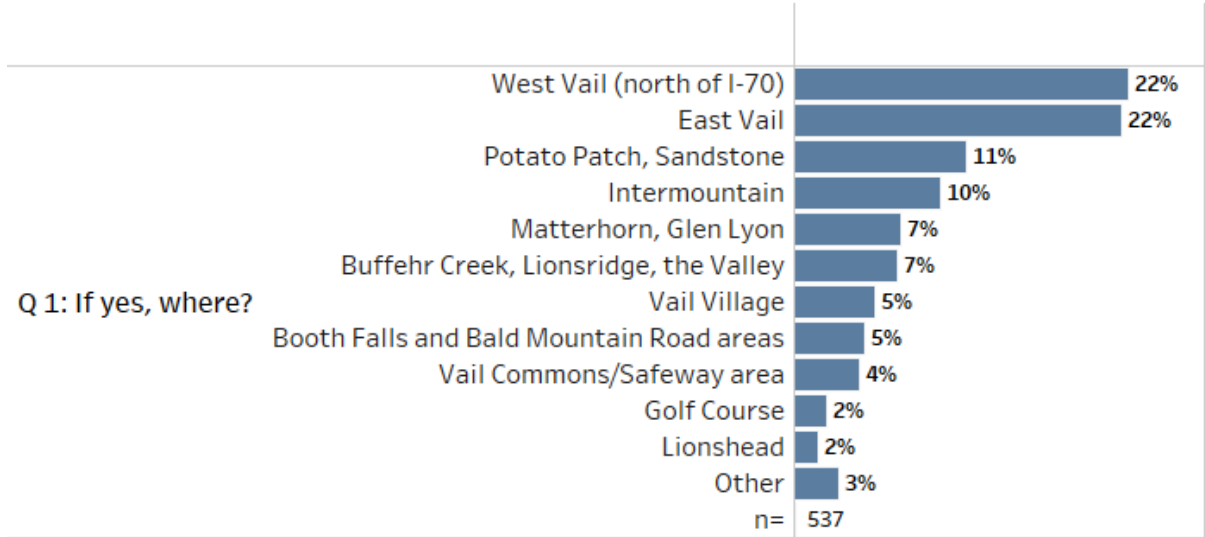 West Vail (north of I-70) 22%
East Vail 22%
Potato Patch, Sandstone 11%
Intermountain 10%
Matterhorn, Glen Lyon 7%
Buffehr Creek, Lionsridge, the Valley 7%
Q 1: If yes, where? Vail Village 5%
Booth Falls and Bald Mountain Road areas 5%
Vail Commons/Safeway area 4%
Golf Course 2%
Lionshead 2%
Other 3%
n= 537